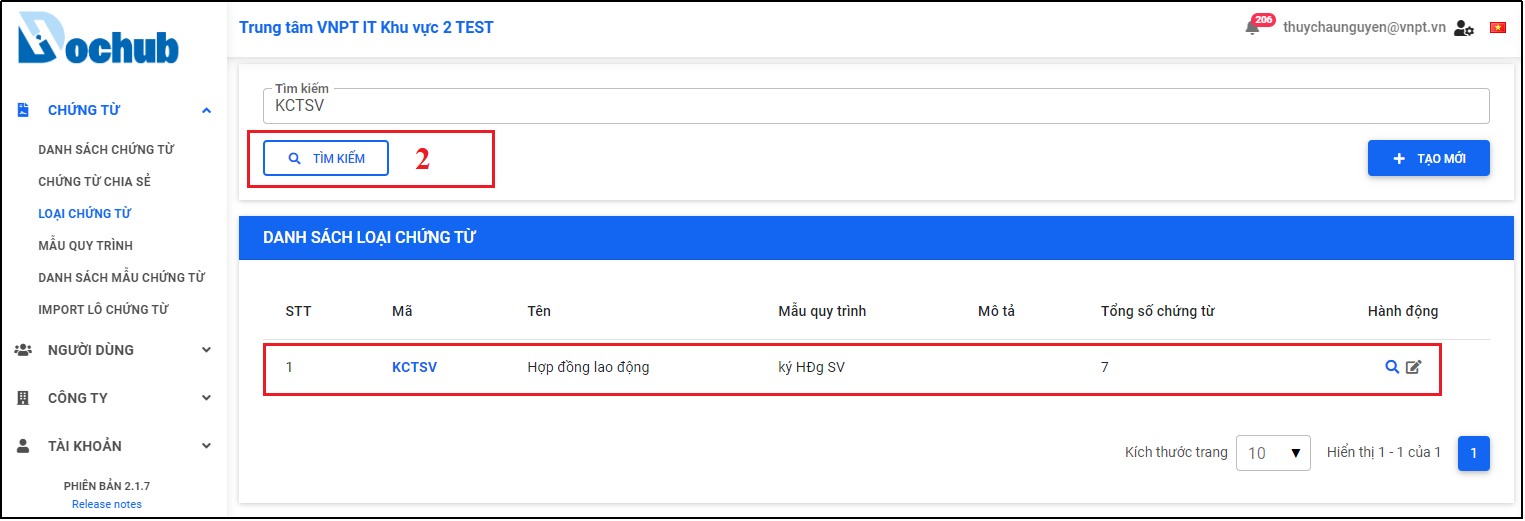 Dochub
Trung tâm VNPT IT Khu vực 2 TEST
206
thuychaunguyen@vnpt.vn
CHỨNG TỪ
DANH SÁCH CHỨNG TỪ
CHỨNG TỪ CHIA SẺ
LOẠI CHỨNG TỪ
MẪU QUY TRÌNH
DANH SÁCH MẪU CHỨNG TỪ
IMPORT LÔ CHỨNG TỪ
NGƯỜI DÙNG
CÔNG TY
TÀI KHOẢN
PHIÊN BẢN 2.1.7
Release notes
Tìm kiếm
KCTSV
TÌM KIẾM
2
TẠO MỚI
DANH SÁCH LOẠI CHỨNG TỪ
STT Mã Tên Mẫu quy trình Mô tả Tổng số chứng từ Hành động
1 KCTSV Hợp đồng lao động ký HĐg SV 7
Kích thước trang 10 Hiển thị 1 - 1 của 1 1